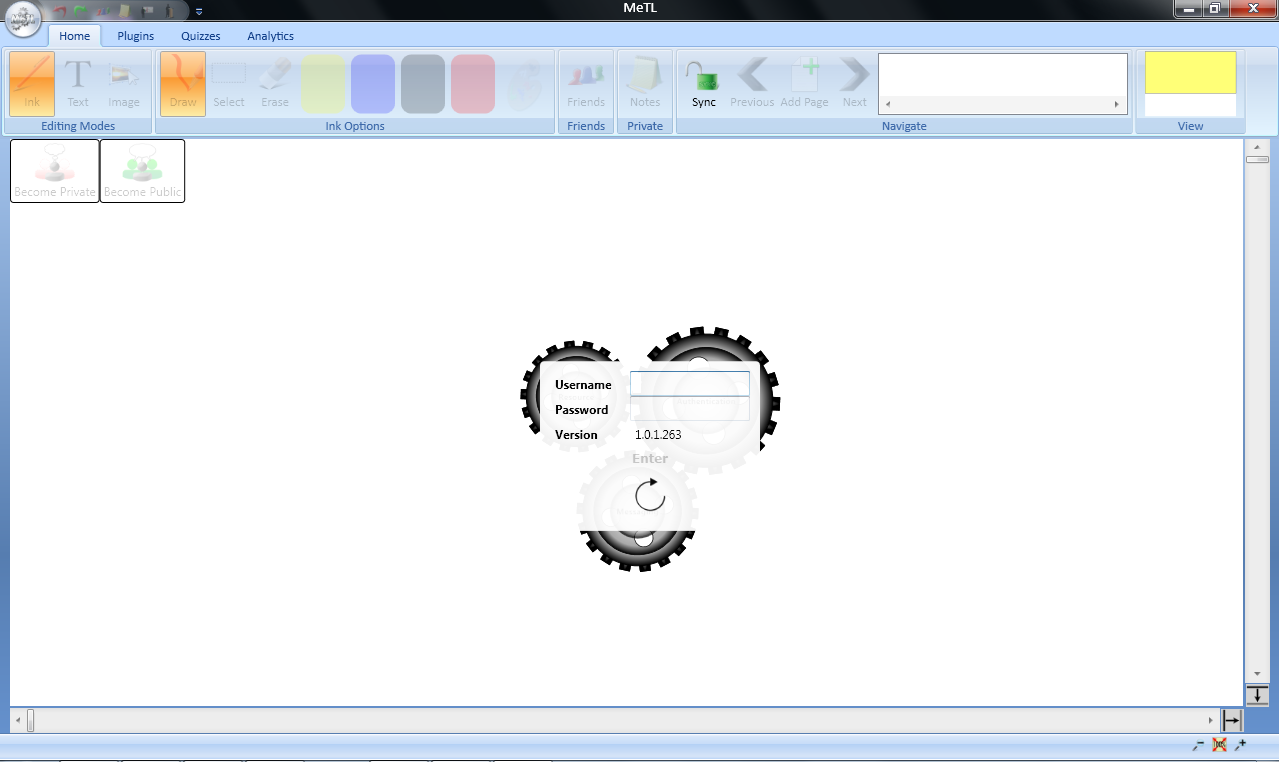 MeTL
Home Plugins Quizzes Analytics
Ink Text Image Draw Select Erase Friends Notes Sync Previous Add Page Next
Editing Modes Ink Options Friends Private Navigate View
Become Private Become Public
Username
Password
Version 1.0.1.263
Enter